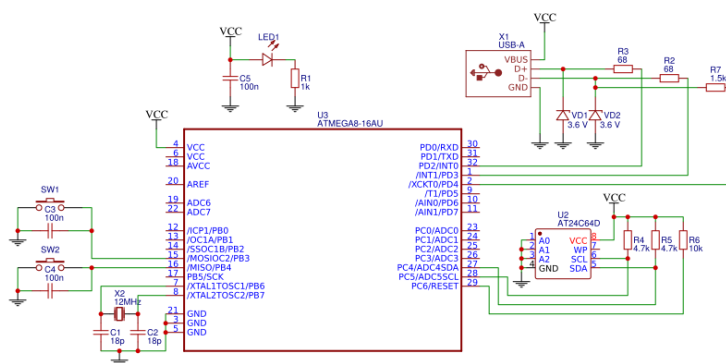 VCC
LED1
C5
100n
R1
1k
X1
USB-A
VBUS
D+
D-
GND
VCC
R3
68
R2
68
R7
1.5k
VD1
3.6 V
VD2
3.6 V
VCC
U3
ATMEGA8-16AU
4 VCC
6 VCC
18 AVCC
20 AREF
19 ADC6
22 ADC7
12 /ICP1/PB0
13 /OC1A/PB1
14 /SSOC1B/PB2
15 /MOSIOC2/PB3
16 /MISO/PB4
17 PB5/SCK
7 /XTAL1TOSC1/PB6
8 /XTAL2TOSC2/PB7
21 GND
3 GND
5 GND
PD0/RXD 30
PD1/TXD 31
PD2/INT0 32
/INT1/PD3 1
/XCKT0/PD4 2
/T1/PD5 9
/AIN0/PD6 10
/AIN1/PD7 11
PC0/ADC0 23
PC1/ADC1 24
PC2/ADC2 25
PC3/ADC3 26
PC4/ADC4SDA 27
PC5/ADC5SCL 28
PC6/RESET 29
SW1
C3
100n
SW2
C4
100n
X2
12MHz
C1
18p
C2
18p
VCC
U2
AT24C64D
1 A0
2 A1
3 A2
4 GND
VCC 8
WP 7
SCL 6
SDA 5
R4
4.7k
R5
4.7k
R6
10k